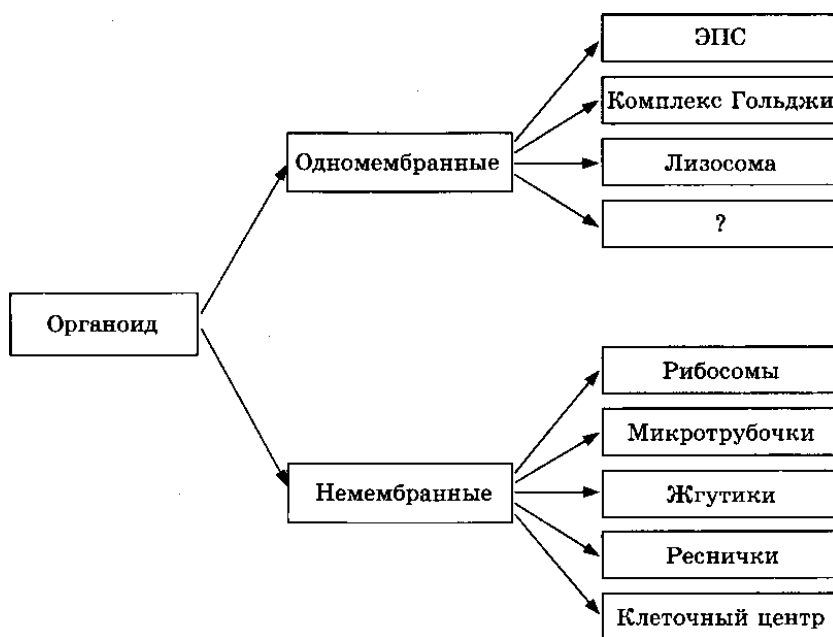 ЭПС
Комплекс Гольджи
Одномембранные
Лизосома
?
Органоид
Рибосомы
Микротрубочки
Немембранные
Жгутики
Реснички
Клеточный центр